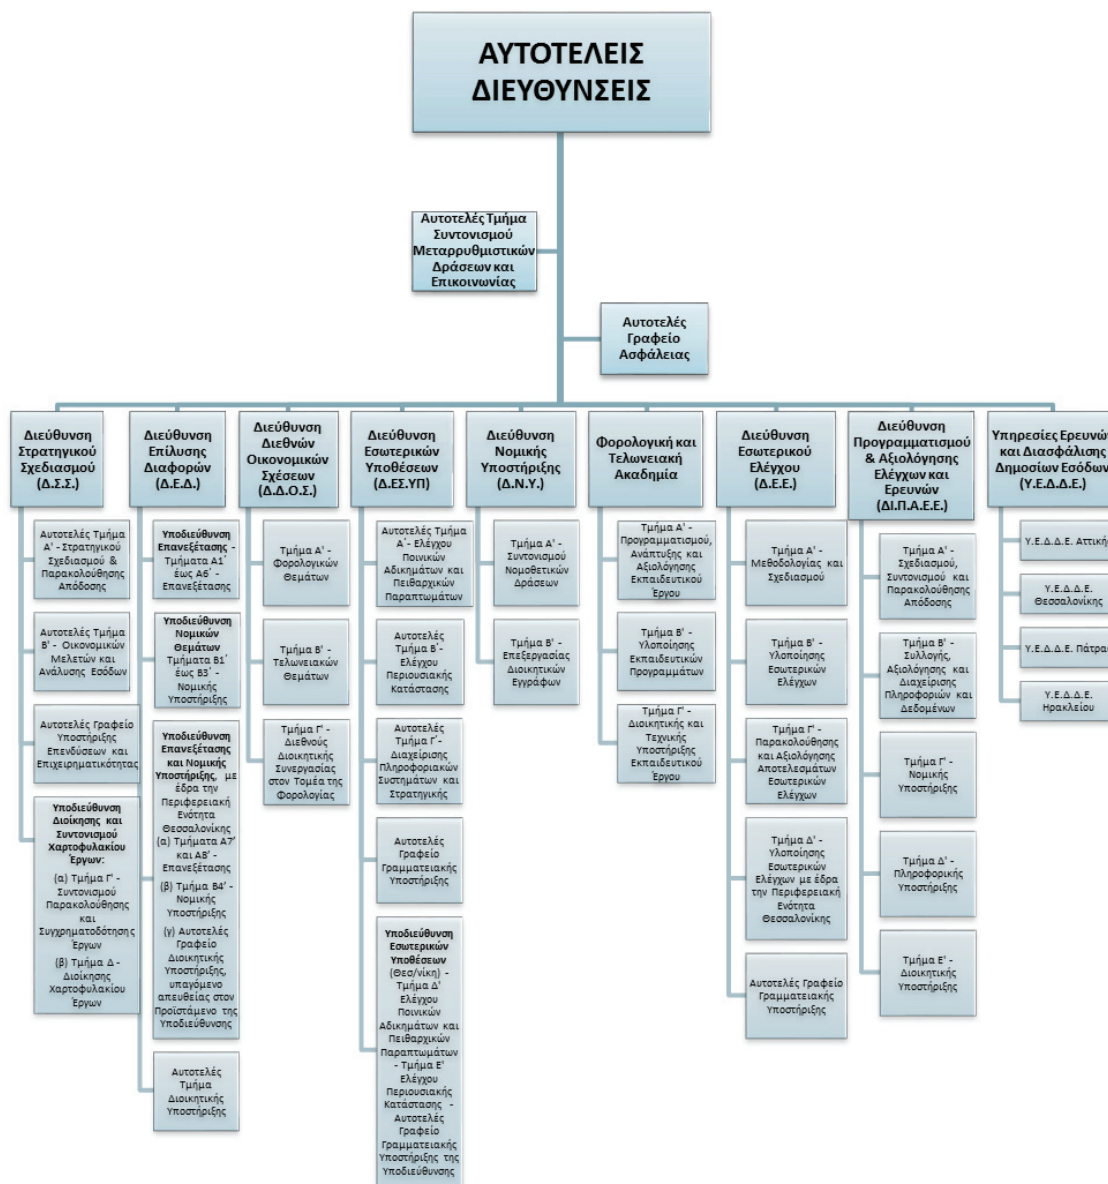 ΑΥΤΟΤΕΛΕΙΣ
ΔΙΕΥΘΥΝΣΕΙΣ
Αυτοτελές Τμήμα
Συντονισμού
Μεταρρυθμιστικών
Δράσεων και
Επικοινωνίας
Αυτοτελές
Γραφείο
Ασφάλειας
Διεύθυνση
Στρατηγικού
Σχεδιασμού
(Δ.Σ.Σ.)
Αυτοτελές Τμήμα
Α' - Στρατηγικού
Σχεδιασμού &
Παρακολούθησης
Απόδοσης
Αυτοτελές Τμήμα
Β' - Οικονομικών
Μελετών και
Ανάλυσης Εσόδων
Αυτοτελές Γραφείο
Υποστήριξης
Επενδύσεων και
Επιχειρηματικότητας
Υποδιεύθυνση
Διοίκησης και
Συντονισμού
Χαρτοφυλακίου
Έργων:
(α) Τμήμα Γ' -
Συντονισμού
Παρακολούθησης
και
Συγχρηματοδότησης
Έργων
(β) Τμήμα Δ -
Διοίκησης
Χαρτοφυλακίου
Έργων
Διεύθυνση
Επίλυσης
Διαφορών
(Δ.Ε.Δ.)
Υποδιεύθυνση
Επανεξέτασης -
Τμήματα Α1΄
έως Α6΄ -
Επανεξέτασης
Υποδιεύθυνση
Νομικών
Θεμάτων
Τμήματα Β1΄
έως Β3΄ -
Νομικής
Υποστήριξης
Υποδιεύθυνση
Επανεξέτασης
και Νομικής
Υποστήριξης, με
έδρα την
Περιφερειακή
Ενότητα
Θεσσαλονίκης
(α) Τμήματα Α7΄
και Α8΄ -
Επανεξέτασης
(β) Τμήμα Β4΄ -
Νομικής
Υποστήριξης
(γ) Αυτοτελές
Γραφείο
Διοικητικής
Υποστήριξης,
υπαγόμενο
απευθείας στον
Προϊστάμενο της
Υποδιεύθυνσης
Αυτοτελές
Τμήμα
Διοικητικής
Υποστήριξης
Διεύθυνση
Διεθνών
Οικονομικών
Σχέσεων
(Δ.Δ.Ο.Σ.)
Τμήμα Α' -
Φορολογικών
Θεμάτων
Τμήμα Β' -
Τελωνειακών
Θεμάτων
Τμήμα Γ' -
Διεθνούς
Διοικητικής
Συνεργασίας
στον Τομέα της
Φορολογίας
Διεύθυνση
Εσωτερικών
Υποθέσεων
(Δ.ΕΣ.ΥΠ)
Αυτοτελές Τμήμα
Α΄- Ελέγχου
Ποινικών
Αδικημάτων και
Πειθαρχικών
Παραπτωμάτων
Αυτοτελές
Τμήμα Β΄-
Ελέγχου
Περιουσιακής
Κατάστασης
Αυτοτελές
Τμήμα Γ΄-
Διαχείρισης
Πληροφοριακών
Συστημάτων και
Στρατηγικής
Αυτοτελές
Γραφείο
Γραμματειακής
Υποστήριξης
Υποδιεύθυνση
Εσωτερικών
Υποθέσεων
(Θεσ/νίκη) -
Τμήμα Δ'
Ελέγχου
Ποινικών
Αδικημάτων και
Πειθαρχικών
Παραπτωμάτων
- Τμήμα Ε'
Ελέγχου
Περιουσιακής
Κατάστασης -
Αυτοτελές
Γραφείο
Γραμματειακής
Υποστήριξης της
Υποδιεύθυνσης
Διεύθυνση
Νομικής
Υποστήριξης
(Δ.Ν.Υ.)
Τμήμα Α' -
Συντονισμού
Νομοθετικών
Δράσεων
Τμήμα Β' -
Επεξεργασίας
Διοικητικών
Εγγράφων
Φορολογική και
Τελωνειακή
Ακαδημία
Τμήμα Α' -
Προγραμματισμού,
Ανάπτυξης και
Αξιολόγησης
Εκπαιδευτικού
Έργου
Τμήμα Β' -
Υλοποίησης
Εκπαιδευτικών
Προγραμμάτων
Τμήμα Γ' -
Διοικητικής και
Τεχνικής
Υποστήριξης
Εκπαιδευτικού
Έργου
Διεύθυνση
Εσωτερικού
Ελέγχου
(Δ.Ε.Ε.)
Τμήμα Α' -
Μεθοδολογίας και
Σχεδιασμού
Τμήμα Β' -
Υλοποίησης
Εσωτερικών
Ελέγχων
Τμήμα Γ' -
Παρακολούθησης
και Αξιολόγησης
Αποτελεσμάτων
Εσωτερικών
Ελέγχων
Τμήμα Δ' -
Υλοποίησης
Εσωτερικών
Ελέγχων με έδρα
την Περιφερειακή
Ενότητα
Θεσσαλονίκης
Αυτοτελές Γραφείο
Γραμματειακής
Υποστήριξης
Διεύθυνση
Προγραμματισμού
& Αξιολόγησης
Ελέγχων και
Ερευνών
(ΔΙ.Π.Α.Ε.Ε.)
Τμήμα Α' -
Σχεδιασμού,
Συντονισμού και
Παρακολούθησης
Απόδοσης
Τμήμα Β' -
Συλλογής,
Αξιολόγησης και
Διαχείρισης
Πληροφοριών και
Δεδομένων
Τμήμα Γ' -
Νομικής
Υποστήριξης
Τμήμα Δ' -
Πληροφορικής
Υποστήριξης
Τμήμα Ε' -
Διοικητικής
Υποστήριξης
Υπηρεσίες Ερευνών
και Διασφάλισης
Δημοσίων Εσόδων
(Υ.Ε.Δ.Δ.Ε.)
Υ.Ε.Δ.Δ.Ε. Αττικής
Υ.Ε.Δ.Δ.Ε.
Θεσσαλονίκης
Υ.Ε.Δ.Δ.Ε. Πάτρας
Υ.Ε.Δ.Δ.Ε.
Ηρακλείου